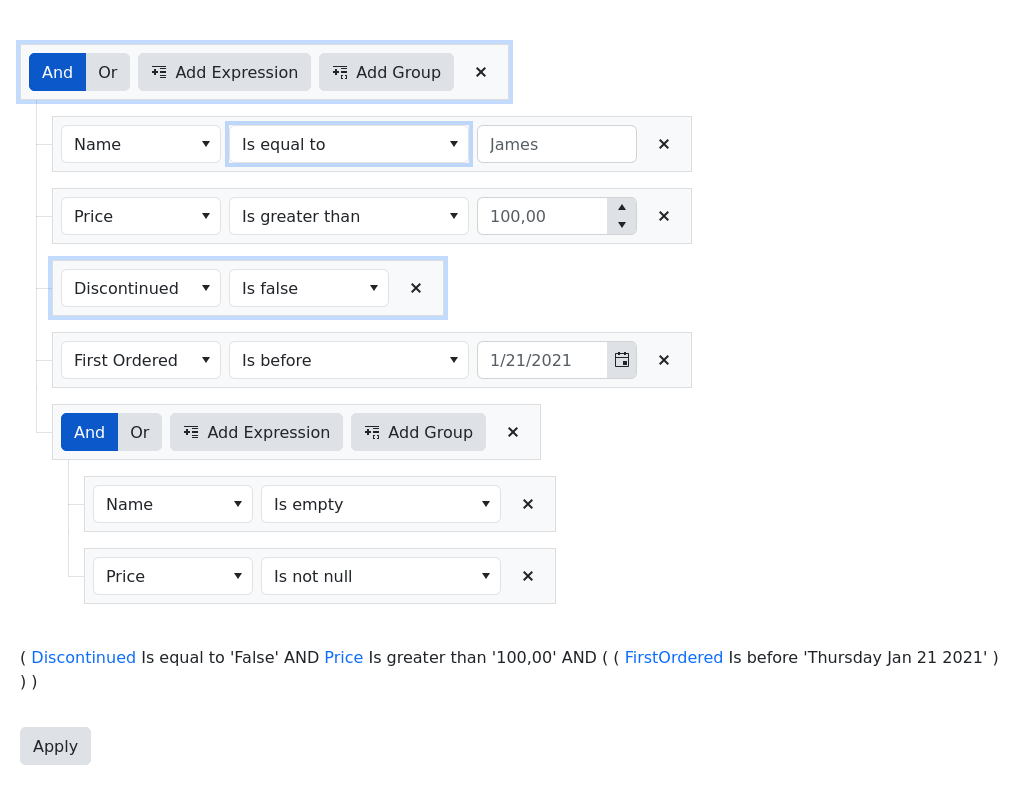 And Or Add Expression Add Group
Name Is equal to James
Price Is greater than 100,00
Discontinued Is false
First Ordered Is before 1/21/2021
And Or Add Expression Add Group
Name Is empty
Price Is not null
( Discontinued Is equal to 'False' AND Price Is greater than '100,00' AND ( ( FirstOrdered Is before 'Thursday Jan 21 2021' )
) )
Apply